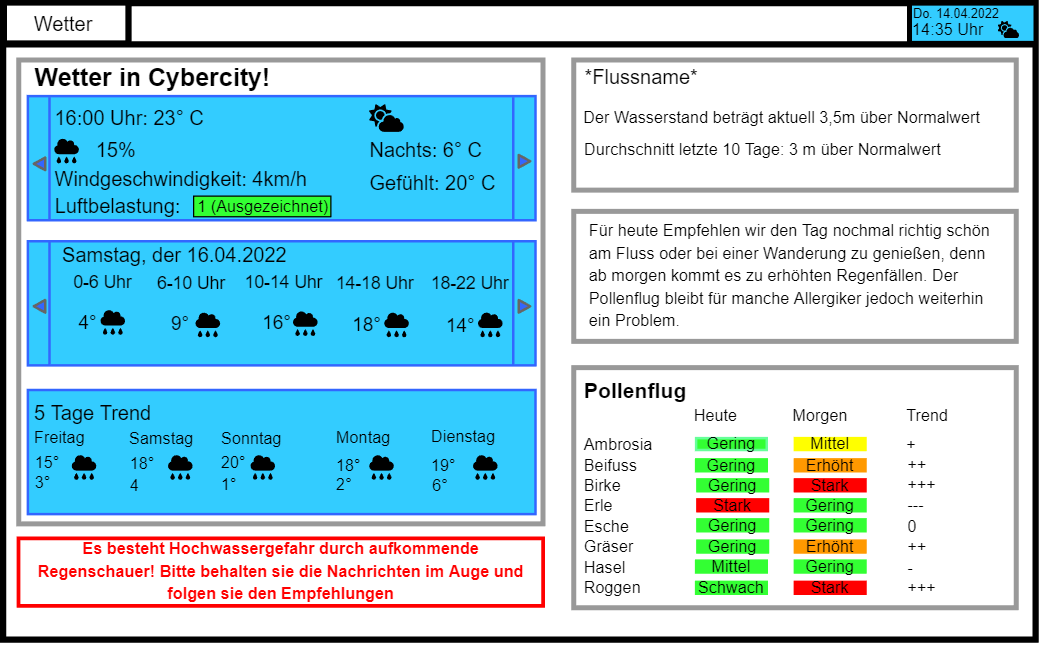 Wetter
Do. 14.04.2022
14:35 Uhr
Wetter in Cybercity!
16:00 Uhr: 23° C
15%
Windgeschwindigkeit: 4km/h
Luftbelastung: 1 (Ausgezeichnet)
Nachts: 6° C
Gefühlt: 20° C
Samstag, der 16.04.2022
0-6 Uhr 6-10 Uhr 10-14 Uhr 14-18 Uhr 18-22 Uhr
4° 9° 16° 18° 14°
5 Tage Trend
Freitag Samstag Sonntag Montag Dienstag
15° 18° 20° 18° 19°
3° 4 1° 2° 6°
Es besteht Hochwassergefahr durch aufkommende
Regenschauer! Bitte behalten sie die Nachrichten im Auge und
folgen sie den Empfehlungen
*Flussname*
Der Wasserstand beträgt aktuell 3,5m über Normalwert
Durchschnitt letzte 10 Tage: 3 m über Normalwert
Für heute Empfehlen wir den Tag nochmal richtig schön
am Fluss oder bei einer Wanderung zu genießen, denn
ab morgen kommt es zu erhöhten Regenfällen. Der
Pollenflug bleibt für manche Allergiker jedoch weiterhin
ein Problem.
Pollenflug
Heute Morgen Trend
Ambrosia Gering Mittel +
Beifuss Gering Erhöht ++
Birke Gering Stark +++
Erle Stark Gering ---
Esche Gering Gering 0
Gräser Gering Erhöht ++
Hasel Mittel Gering -
Roggen Schwach Stark +++